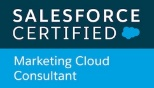 SALESFORCE
CERTIFIED
Marketing Cloud
Consultant